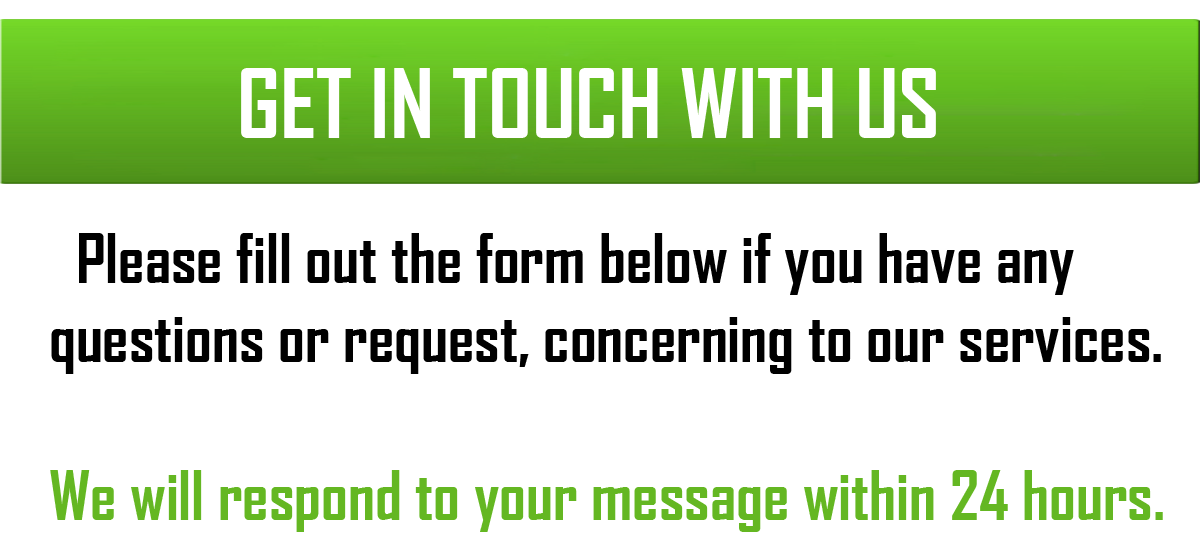 GET IN TOUCH WITH US
Please fill out the form below if you have any
questions or request, concerning to our services.
We will respond to your message within 24 hours.